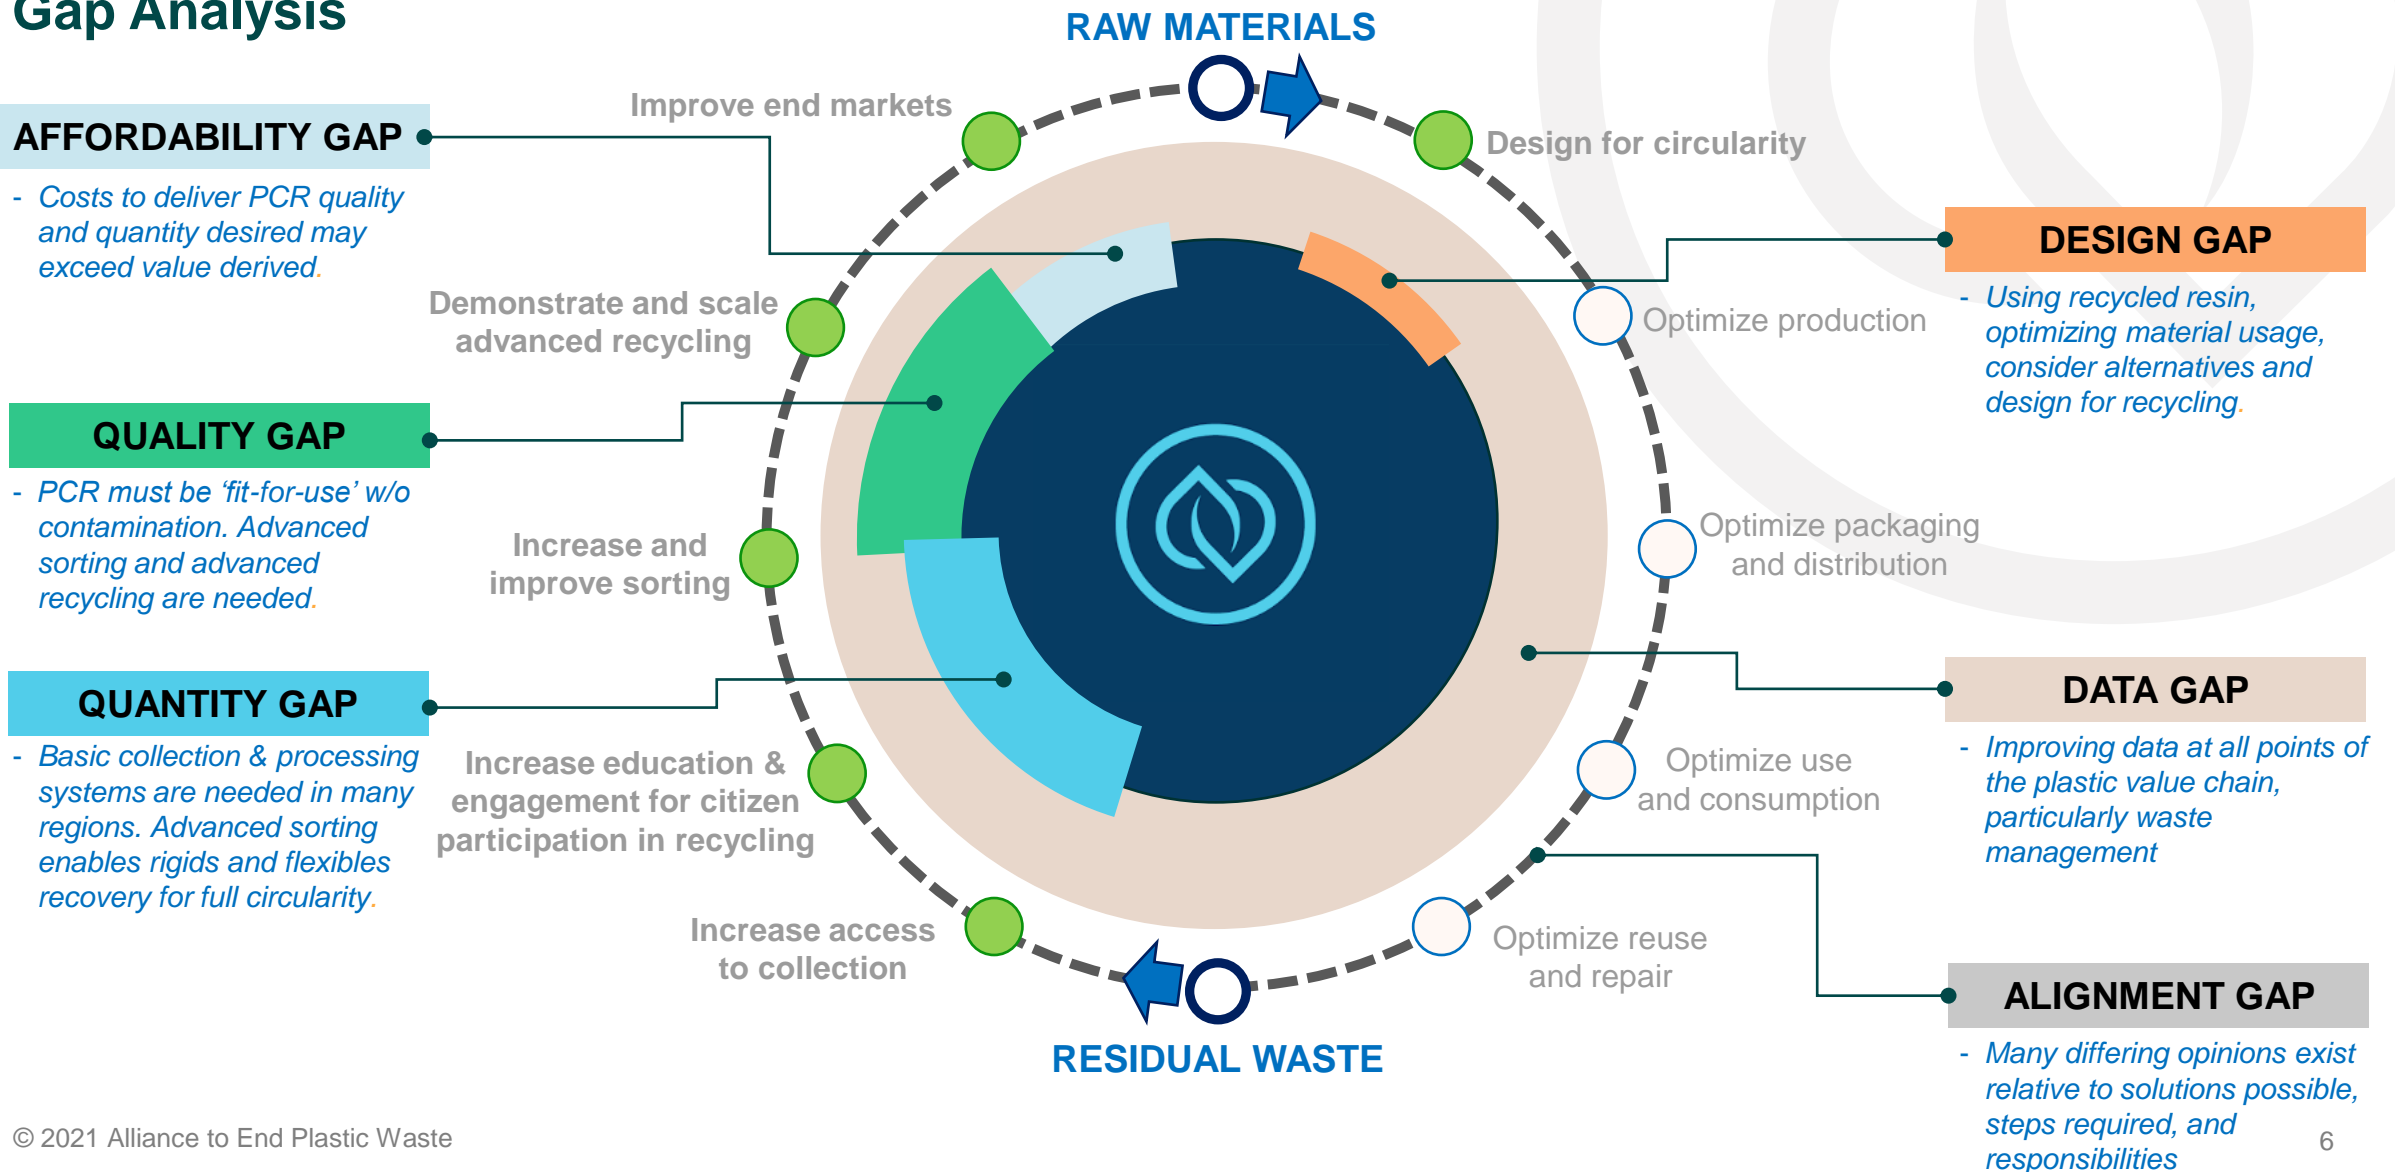 Gap Analysis
RAW MATERIALS
Improve end markets
Design for circularity
AFFORDABILITY GAP
- Costs to deliver PCR quality
and quantity desired may
exceed value derived.
Demonstrate and scale
advanced recycling
QUALITY GAP
- PCR must be ‘fit-for-use’ w/o
contamination. Advanced
sorting and advanced
recycling are needed.
Increase and
improve sorting
QUANTITY GAP
- Basic collection & processing
systems are needed in many
regions. Advanced sorting
enables rigids and flexibles
recovery for full circularity.
Increase education &
engagement for citizen
participation in recycling
Increase access
to collection
DESIGN GAP
- Using recycled resin,
optimizing material usage,
consider alternatives and
design for recycling.
Optimize production
Optimize packaging
and distribution
DATA GAP
- Improving data at all points of
the plastic value chain,
particularly waste
management
Optimize use
and consumption
Optimize reuse
and repair
ALIGNMENT GAP
- Many differing opinions exist
relative to solutions possible,
steps required, and
responsibilities
RESIDUAL WASTE
© 2021 Alliance to End Plastic Waste
6